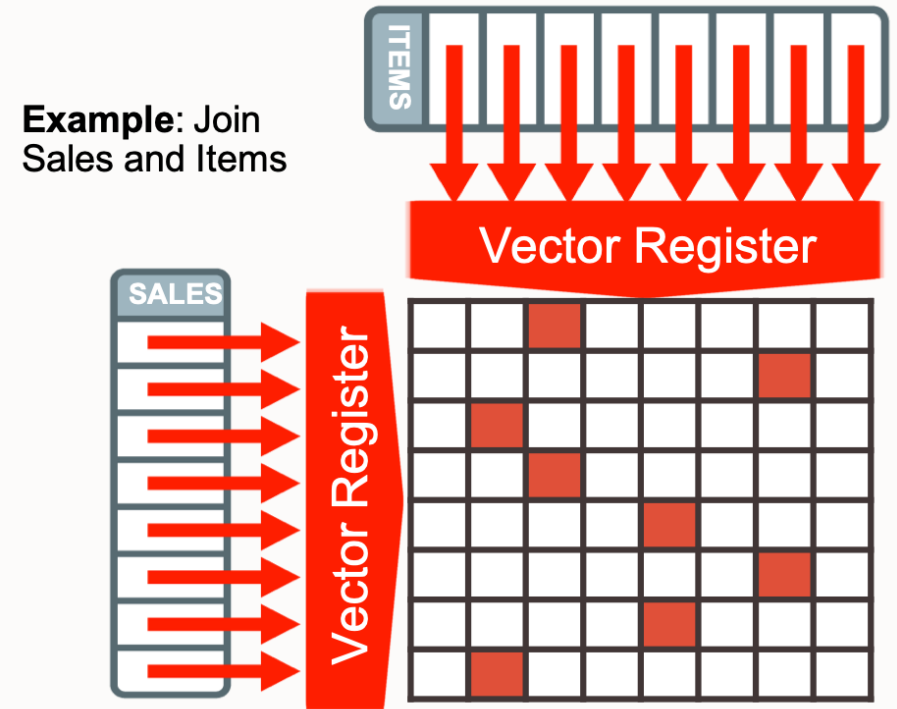 ITEMS
Example: Join
Sales and Items
Vector Register
SALES
Vector Register